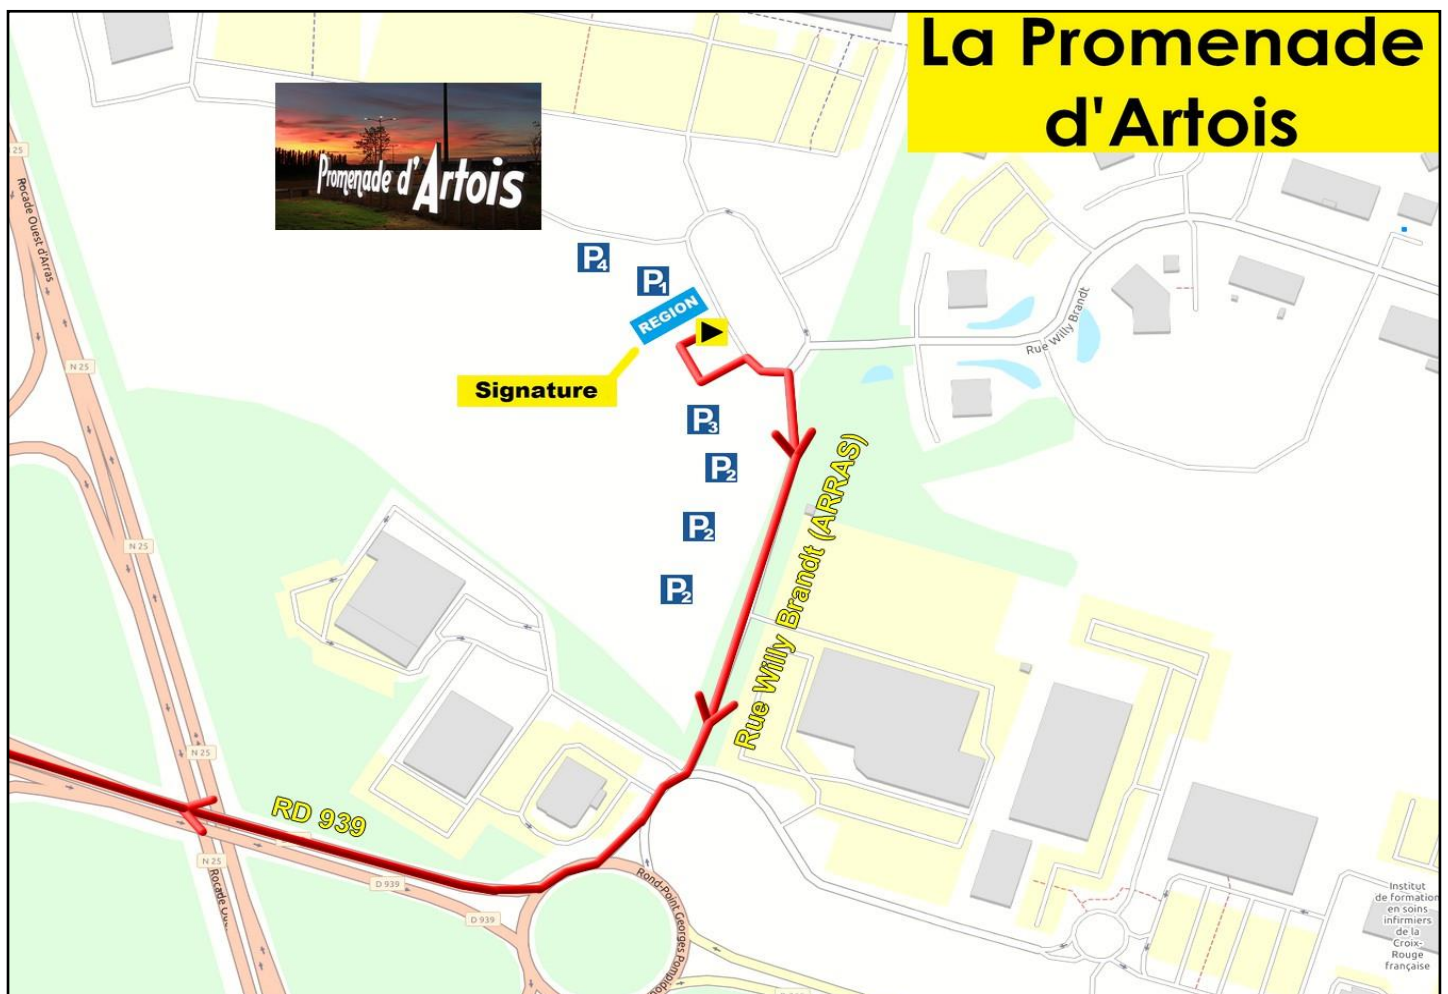 La Promenade
d'Artois
Promenade d'Artois
25
Rocade Ouest d'Arras
P4
P1
REGION
Signature
N 25
P3
P2
P2
P2
N 25
Rue Willy Brandt
Rue Willy Brandt (ARRAS)
N 25
RD 939
N 25
D 939
D 939
Rond-Point Georges Pompidou
Institut
de formation
en soins
infirmiers
de la
Croix-
Rouge
française